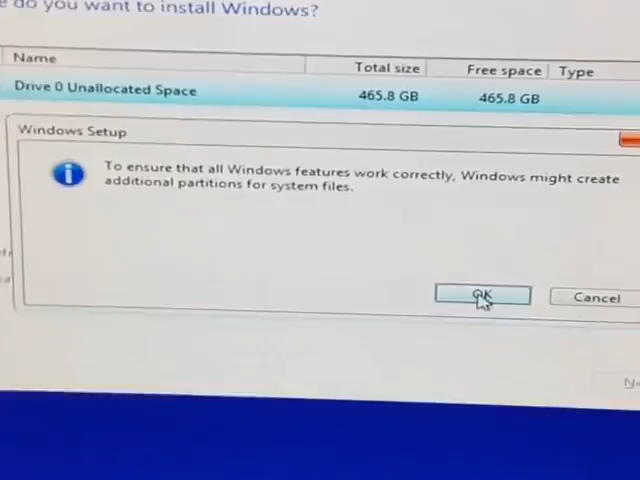 do you want to install Windows?
Name Total size Free space Type
Drive 0 Unallocated Space 465.8 GB 465.8 GB
Windows Setup
To ensure that all Windows features work correctly, Windows might create
additional partitions for system files.
OK Cancel